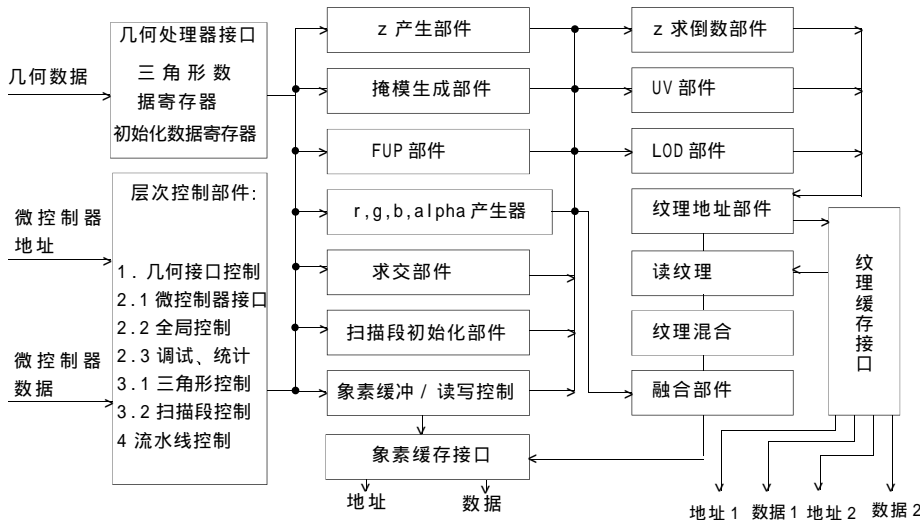 几何数据
微控制器
地址
微控制器
数据
几何处理器接口
三角形数
据寄存器
初始化数据寄存器
层次控制部件:
1. 几何接口控制
2.1 微控制器接口
2.2 全局控制
2.3 调试、统计
3.1 三角形控制
3.2 扫描段控制
4 流水线控制
z 产生部件
掩模生成部件
FUP 部件
r,g,b,alpha 产生器
求交部件
扫描段初始化部件
象素缓冲 / 读写控制
象素缓存接口
地址
数据
z 求倒数部件
UV 部件
LOD 部件
纹理地址部件
读纹理
纹理混合
融合部件
纹理缓存接口
地址1 数据1 地址2 数据2